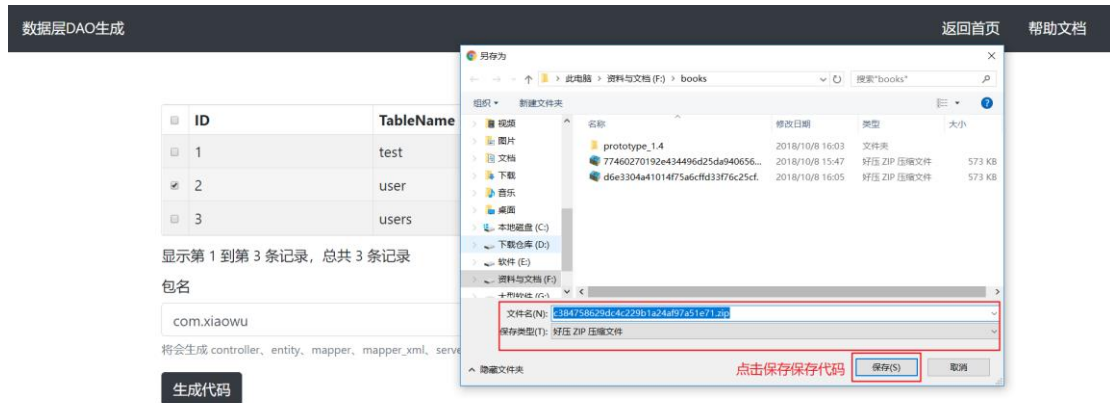 数据层DAO生成 返回首页 帮助文档
另存为
此电脑 > 资料与文档 (F:) > books 搜索"books"
组织 新建文件夹
ID TableName
1 test
2 user
3 users
显示第 1 到第 3 条记录，总共 3 条记录
包名
com.xiaowu
将会生成 controller、entity、mapper、mapper_xml、serve
生成代码
视频
图片
文档
下载
音乐
桌面
本地磁盘 (C:)
下载仓库 (D:)
软件 (E:)
资料与文档 (F:)
大型软件 (G:)
名称 修改日期 类型 大小
prototype_1.4 2018/10/8 16:03 文件夹
77460270192e434496d25da940656... 2018/10/8 15:47 好压 ZIP 压缩文件 573 KB
d6e3304a41014f75a6cffd33f76c25cf. 2018/10/8 16:05 好压 ZIP 压缩文件 573 KB
文件名(N): c384758629dc4c229b1a24af97a51e71.zip
保存类型(T): 好压 ZIP 压缩文件
隐藏文件夹 点击保存保存代码 保存(S) 取消